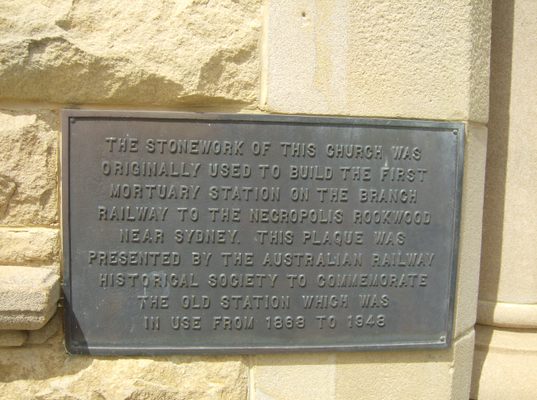 THE STONEWORK OF THIS CHURCH WAS
ORIGINALLY USED TO BUILD THE FIRST
MORTUARY STATION ON THE BRANCH
RAILWAY TO THE NECROPOLIS ROOKWOOD
NEAR SYDNEY. THIS PLAQUE WAS
PRESENTED BY THE AUSTRALIAN RAILWAY
HISTORICAL SOCIETY TO COMMEMORATE
THE OLD STATION WHICH WAS
IN USE FROM 1868 TO 1948